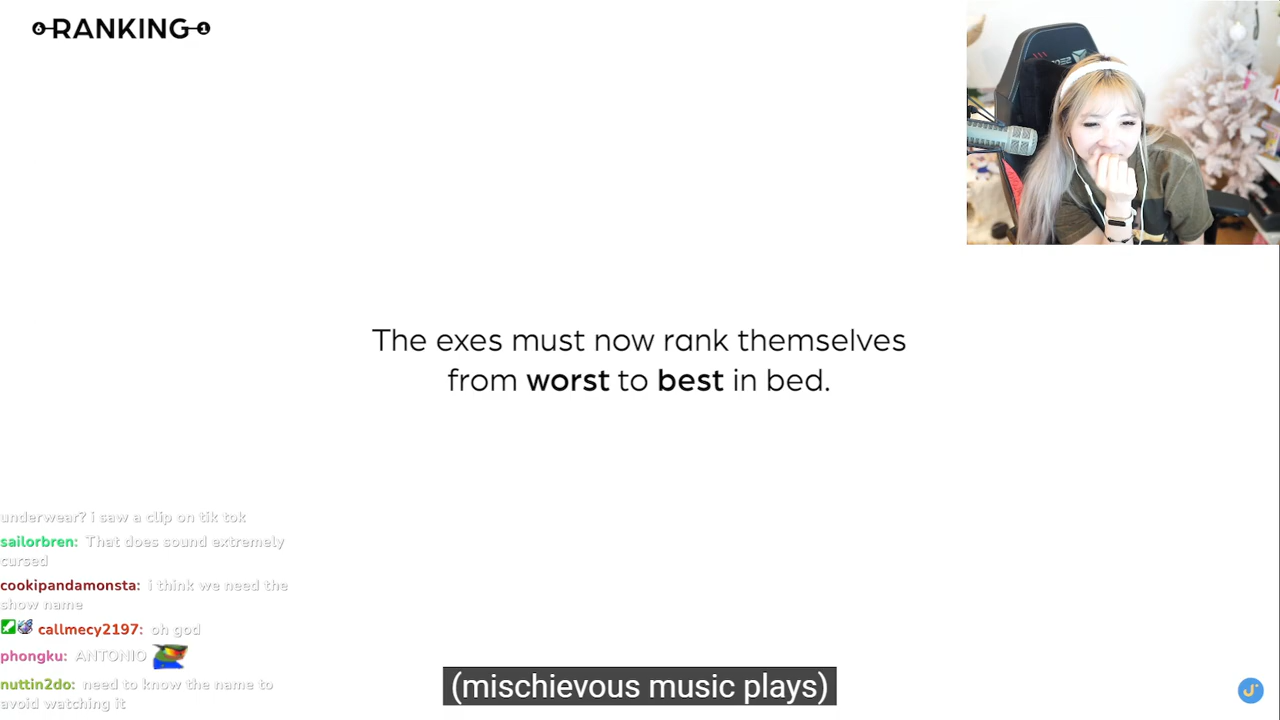 6 RANKING 1
The exes must now rank themselves
from worst to best in bed.
underwear? i saw a clip on tik tok
sailorbren: That does sound extremely
cursed
cookipandamonsta: i think we need the
show name
callmecy2197: oh god
phongku: ANTONIO
nuttin2do: need to know the name to
avoid watching it
(mischievous music plays)
J